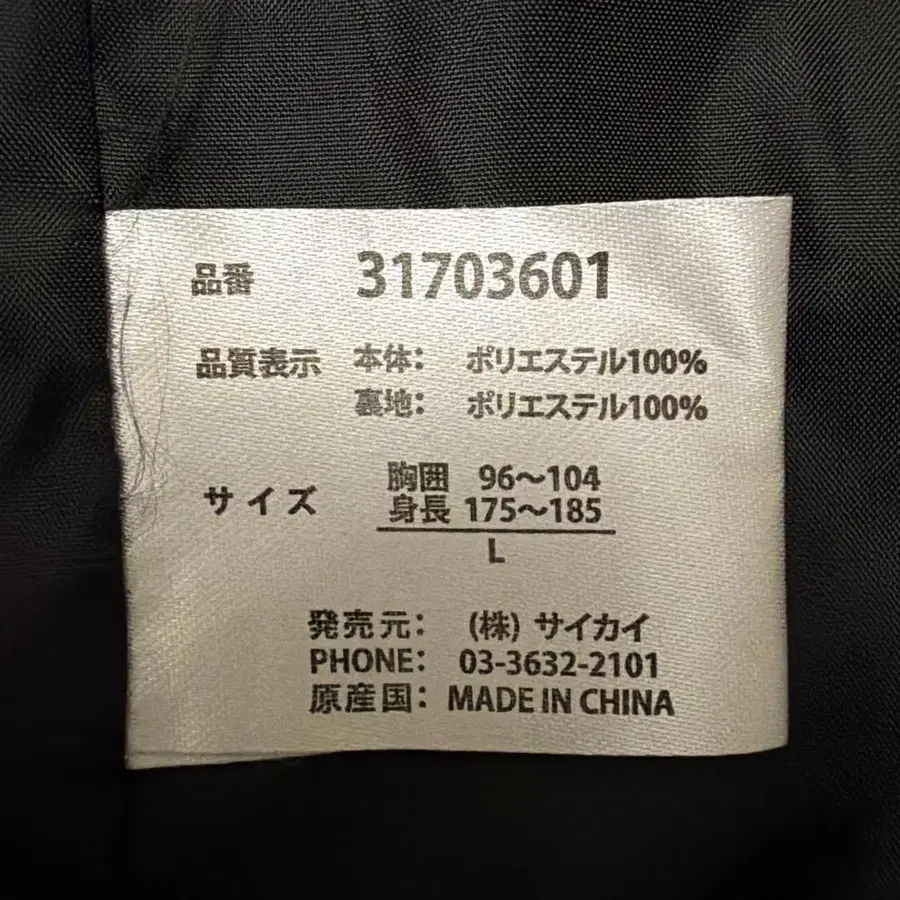 品番 31703601
品質表示 本体: ポリエステル100%
裏地: ポリエステル100%
サイズ 胸囲 96〜104
身長 175〜185
L
発売元: (株) サイカイ
PHONE: 03-3632-2101
原産国: MADE IN CHINA